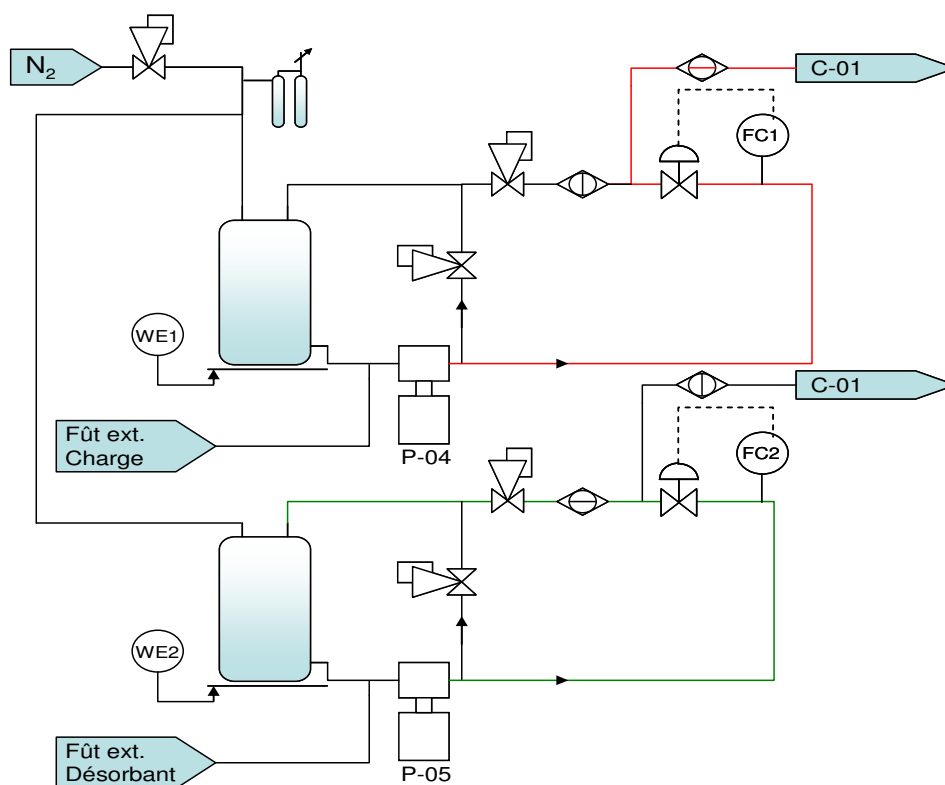 N2
C-01
FC1
WE1
Fût ext.
Charge
P-04
C-01
FC2
WE2
Fût ext.
Désorbant
P-05